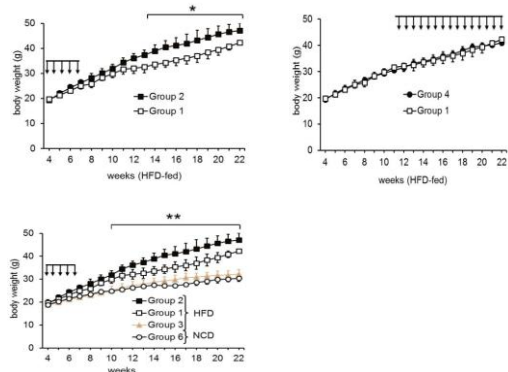 *
50
40
30
20
10
0
body weight (g)
Group 2
Group 1
4 6 8 10 12 14 16 18 20 22
weeks (HFD-fed)
50
40
30
20
10
0
body weight (g)
Group 4
Group 1
4 6 8 10 12 14 16 18 20 22
weeks (HFD-fed)
**
50
40
30
20
10
0
body weight (g)
Group 2
Group 1
HFD
Group 3
Group 6
NCD
4 6 8 10 12 14 16 18 20 22
weeks